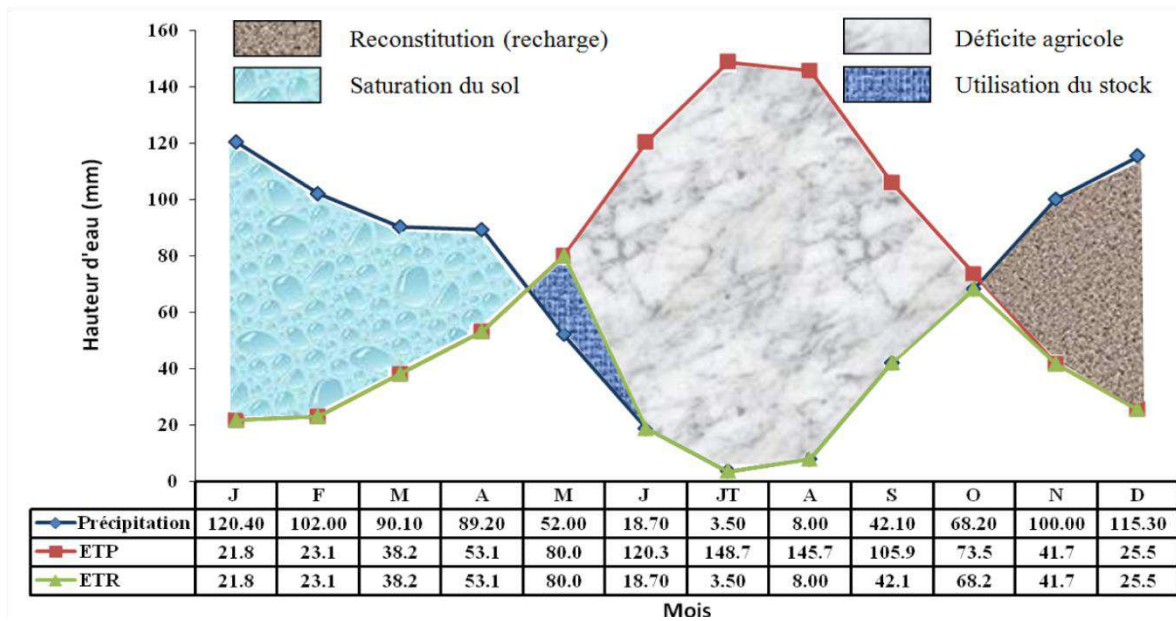 160
Reconstitution (recharge)
Déficite agricole
140
Saturation du sol
Utilisation du stock
120
100
80
60
40
20
0
Hauteur d'eau (mm)
J F M A M J JT A S O N D
Précipitation 120.40 102.00 90.10 89.20 52.00 18.70 3.50 8.00 42.10 68.20 100.00 115.30
ETP 21.8 23.1 38.2 53.1 80.0 120.3 148.7 145.7 105.9 73.5 41.7 25.5
ETR 21.8 23.1 38.2 53.1 80.0 18.70 3.50 8.00 42.1 68.2 41.7 25.5
Mois